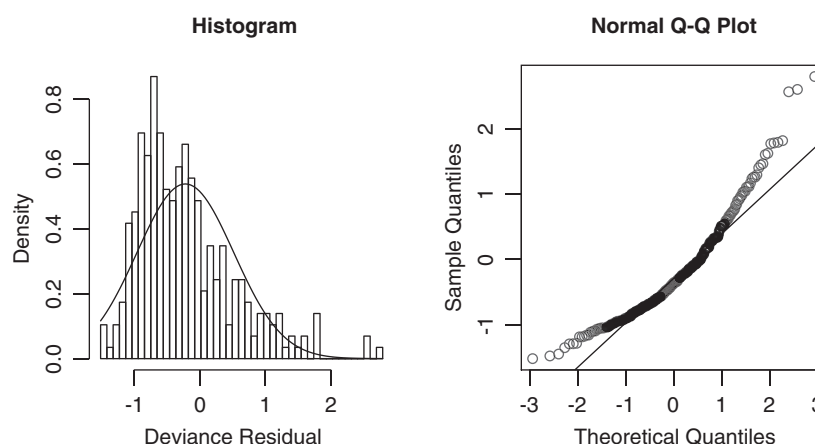 Histogram
Density
0.0 0.2 0.4 0.6 0.8
-1 0 1 2
Deviance Residual
Normal Q-Q Plot
Sample Quantiles
-1 0 1 2
-3 -2 -1 0 1 2 3
Theoretical Quantiles